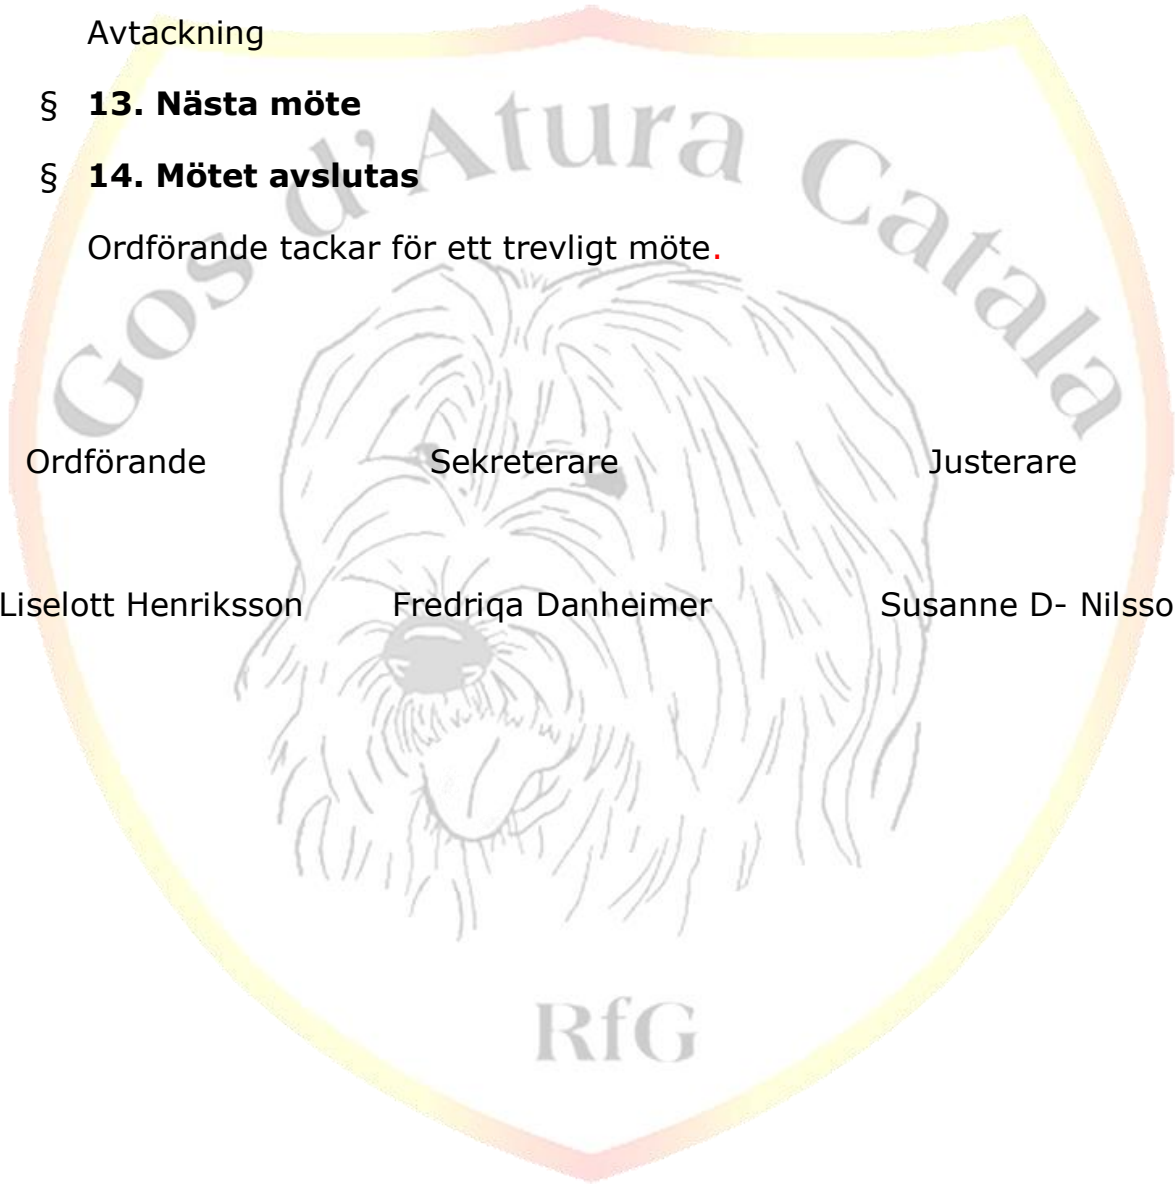 Avtackning
§ 13. Nästa möte
§ 14. Mötet avslutas
Ordförande tackar för ett trevligt möte.
Gos d'Atura Catala
Ordförande Sekreterare Justerare
Liselott Henriksson Fredriqa Danheimer Susanne D- Nilsso
RfG